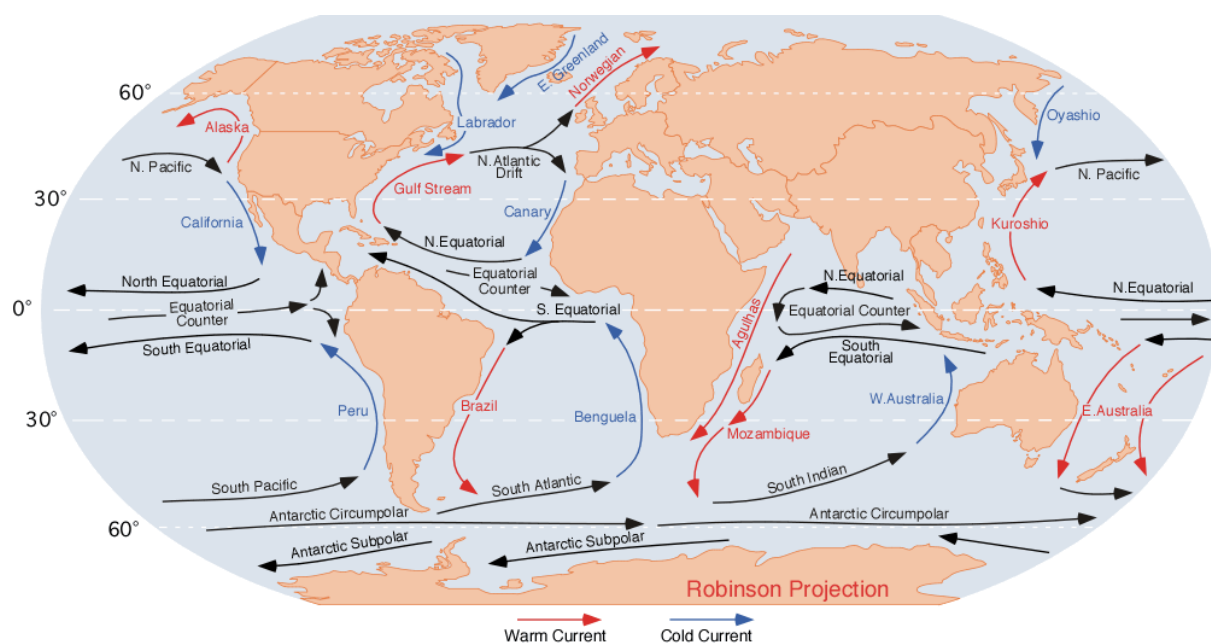 60°
30°
0°
30°
60°
Alaska
N. Pacific
California
North Equatorial
Equatorial
Counter
South Equatorial
Peru
South Pacific
Antarctic Circumpolar
Antarctic Subpolar
Labrador
E. Greenland
Norwegian
N.Atlantic
Drift
Gulf Stream
Canary
N.Equatorial
Equatorial
Counter
S. Equatorial
Brazil
Benguela
South Atlantic
Antarctic Subpolar
Agulhas
N.Equatorial
Equatorial Counter
South
Equatorial
Mozambique
W.Australia
South Indian
Antarctic Circumpolar
Oyashio
N. Pacific
Kuroshio
N.Equatorial
E.Australia
Robinson Projection
Warm Current
Cold Current